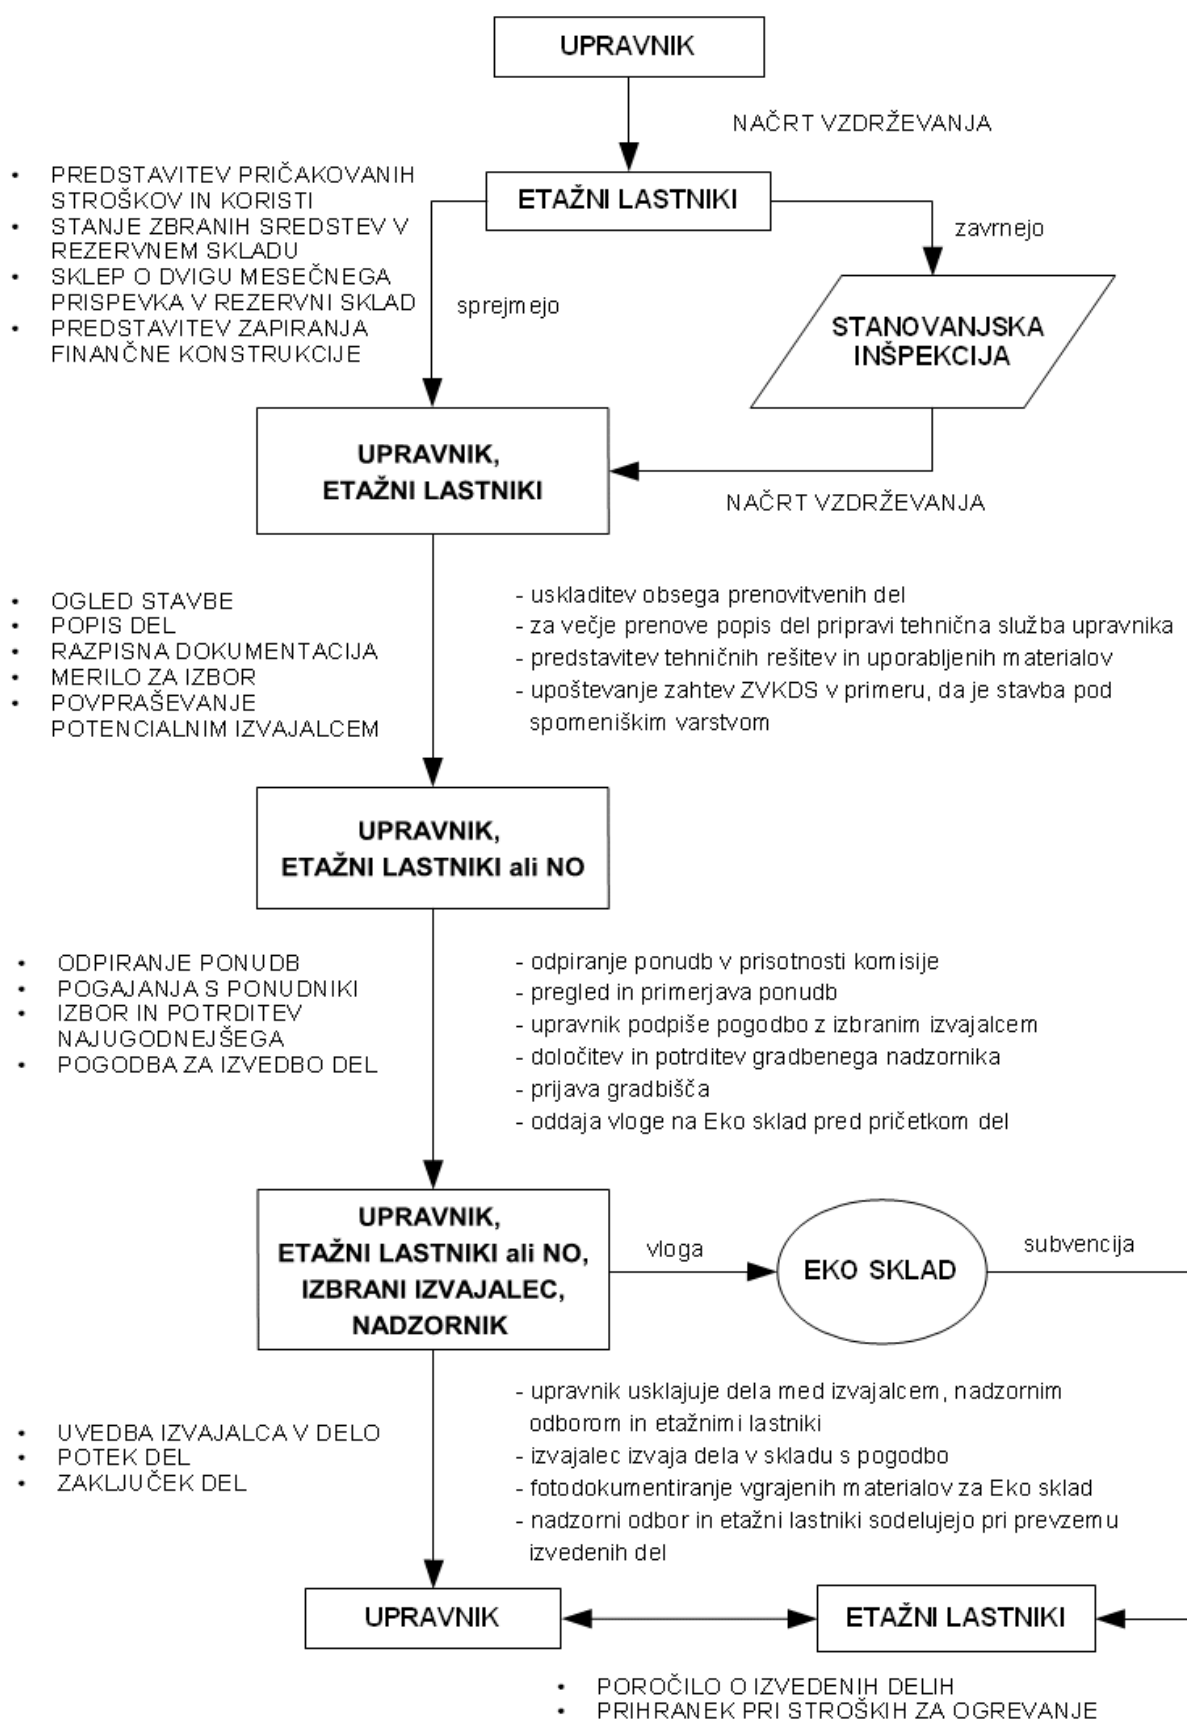 UPRAVNIK
NAČRT VZDRŽEVANJA
• PREDSTAVITEV PRIČAKOVANIH
STROŠKOV IN KORISTI
• STANJE ZBRANIH SREDSTEV V
REZERVNEM SKLADU
• SKLEP O DVIGU MESEČNEGA
PRISPEVKA V REZERVNI SKLAD
• PREDSTAVITEV ZAPIRANJA
FINANČNE KONSTRUKCIJE
ETAŽNI LASTNIKI
sprejmejo
zavrnejo
STANOVANJSKA
INŠPEKCIJA
UPRAVNIK,
ETAŽNI LASTNIKI
NAČRT VZDRŽEVANJA
• OGLED STAVBE
• POPIS DEL
• RAZPISNA DOKUMENTACIJA
• MERILO ZA IZBOR
• POVPRAŠEVANJE
POTENCIALNIM IZVAJALCEM
- uskladitev obsega prenovitvenih del
- za večje prenove popis del pripravi tehnična služba upravnika
- predstavitev tehničnih rešitev in uporabljenih materialov
- upoštevanje zahtev ZVKDS v primeru, da je stavba pod
spomeniškim varstvom
UPRAVNIK,
ETAŽNI LASTNIKI ali NO
• ODPIRANJE PONUDB
• POGAJANJA S PONUDNIKI
• IZBOR IN POTRDITEV
NAJUGODNEJŠEGA
• POGODBA ZA IZVEDBO DEL
- odpiranje ponudb v prisotnosti komisije
- pregled in primerjava ponudb
- upravnik podpiše pogodbo z izbranim izvajalcem
- določitev in potrditev gradbenega nadzornika
- prijava gradbišča
- oddaja vloge na Eko sklad pred pričetkom del
UPRAVNIK,
ETAŽNI LASTNIKI ali NO,
IZBRANI IZVAJALEC,
NADZORNIK
vloga
EKO SKLAD
subvencija
• UVEDBA IZVAJALCA V DELO
• POTEK DEL
• ZAKLJUČEK DEL
- upravnik usklajuje dela med izvajalcem, nadzornim
odborom in etažnimi lastniki
- izvajalec izvaja dela v skladu s pogodbo
- fotodokumentiranje vgrajenih materialov za Eko sklad
- nadzorni odbor in etažni lastniki sodelujejo pri prevzemu
izvedenih del
UPRAVNIK
ETAŽNI LASTNIKI
• POROČILO O IZVEDENIH DELIH
• PRIHRANEK PRI STROŠKIH ZA OGREVANJE